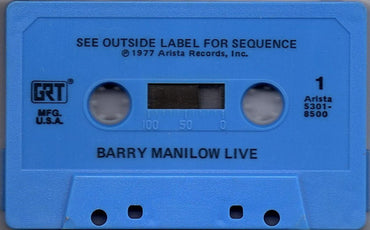 SEE OUTSIDE LABEL FOR SEQUENCE
℗ 1977 Arista Records, Inc.
GRT®
MFG.
U.S.A.
1
Arista
5301-
8500
100 50 0
BARRY MANILOW LIVE